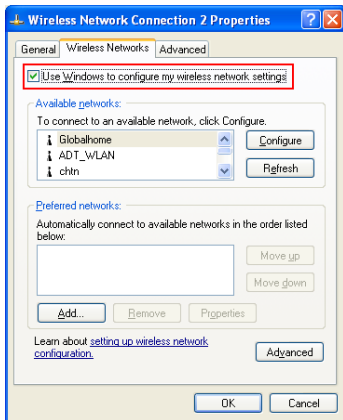 Wireless Network Connection 2 Properties
General Wireless Networks Advanced
Use Windows to configure my wireless network settings
Available networks:
To connect to an available network, click Configure.
Globalhome
ADT_WLAN
chtn
Configure
Refresh
Preferred networks:
Automatically connect to available networks in the order listed
below:
Move up
Move down
Add... Remove Properties
Learn about setting up wireless network
configuration.
Advanced
OK Cancel